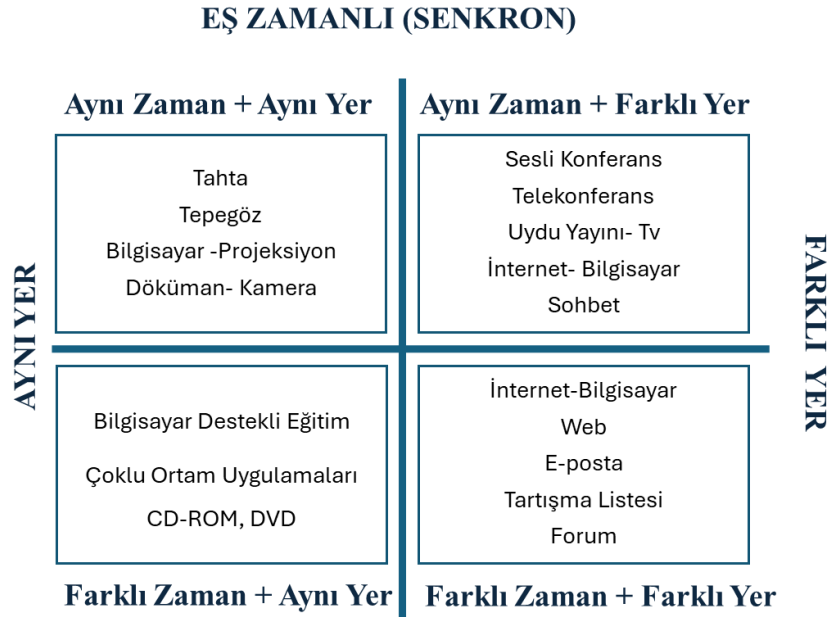 EŞ ZAMANLI (SENKRON)
Aynı Zaman + Aynı Yer
Tahta
Tepegöz
Bilgisayar -Projeksiyon
Döküman- Kamera
Aynı Zaman + Farklı Yer
Sesli Konferans
Telekonferans
Uydu Yayını- Tv
İnternet- Bilgisayar
Sohbet
AYNI YER
FARKLI YER
Bilgisayar Destekli Eğitim
Çoklu Ortam Uygulamaları
CD-ROM, DVD
Farklı Zaman + Aynı Yer
İnternet-Bilgisayar
Web
E-posta
Tartışma Listesi
Forum
Farklı Zaman + Farklı Yer